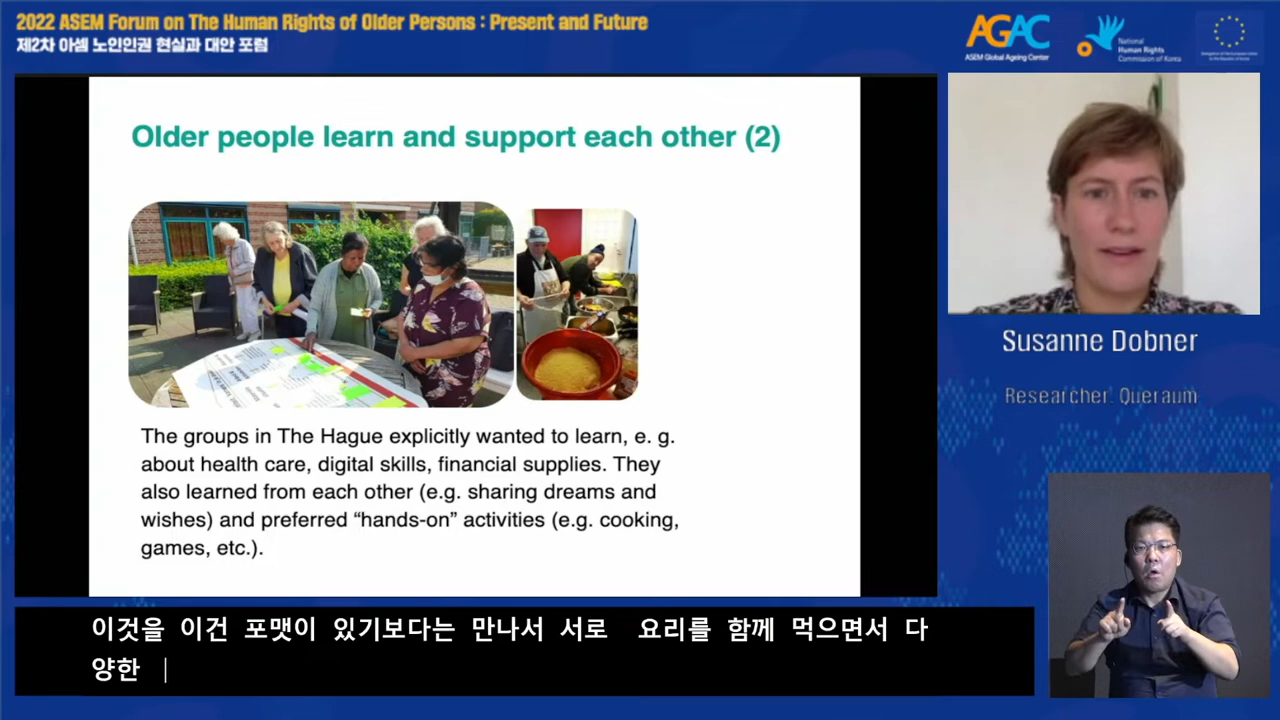 2022 ASEM Forum on The Human Rights of Older Persons : Present and Future
제2차 아셈 노인인권 현실과 대안 포럼
AGAC
ASEM Global Ageing Center
National
Human Rights
Commission of Korea
Older people learn and support each other (2)
The groups in The Hague explicitly wanted to learn, e. g.
about health care, digital skills, financial supplies. They
also learned from each other (e.g. sharing dreams and
wishes) and preferred “hands-on” activities (e.g. cooking,
games, etc.).
Susanne Dobner
Researcher. Queraum
이것을 이건 포맷이 있기보다는 만나서 서로 요리를 함께 먹으면서 다
양한